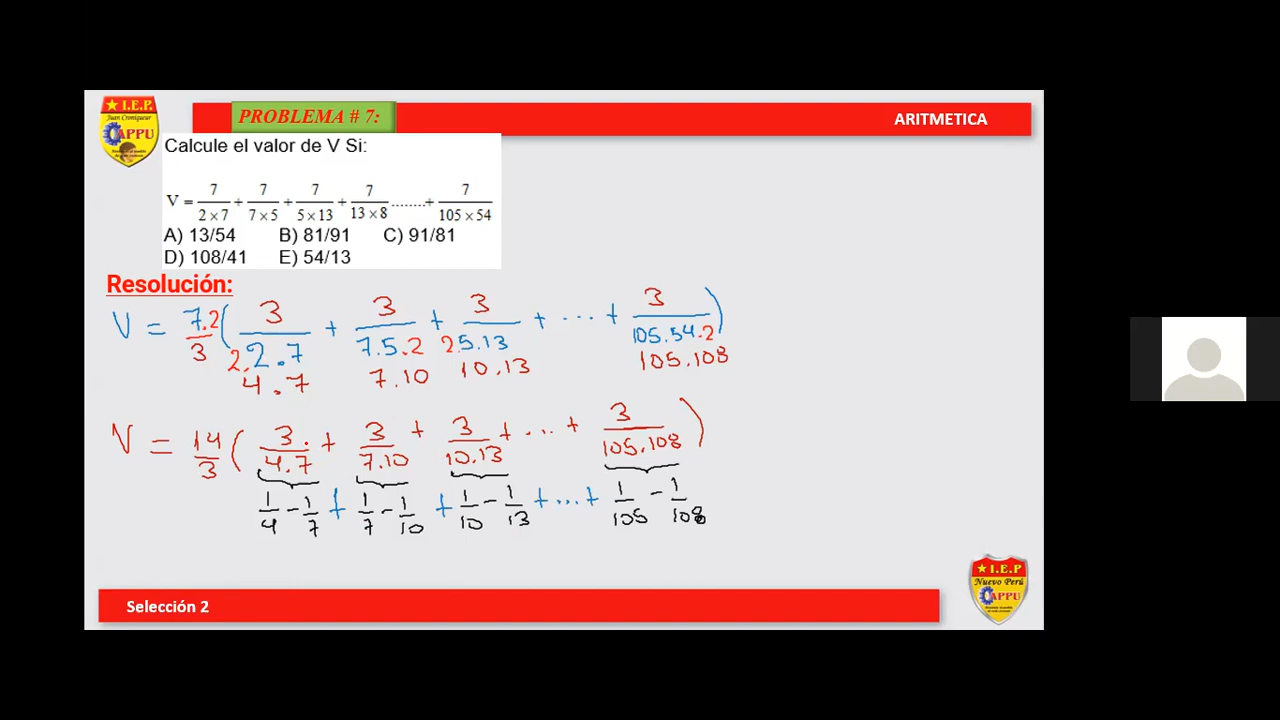 ★ I.E.P.
Juan Croniqueur
CAPPU
PROBLEMA # 7:
ARITMETICA
Calcule el valor de V Si:
V = 7/(2×7) + 7/(7×5) + 7/(5×13) + 7/(13×8) ........+ 7/(105×54)
A) 13/54 B) 81/91 C) 91/81
D) 108/41 E) 54/13
Resolución:
V = 7.2/3 ( 3/(2.2.7) + 3/(7.5.2) + 3/(2.5.13) + ... + 3/(105.54.2) )
4.7 7.10 10.13 105.108
V = 14/3 ( 3/(4.7) + 3/(7.10) + 3/(10.13) + ... + 3/(105.108) )
1/4 - 1/7 + 1/7 - 1/10 + 1/10 - 1/13 + ... + 1/105 - 1/108
★ I.E.P
Nuevo Perú
CAPPU
Selección 2